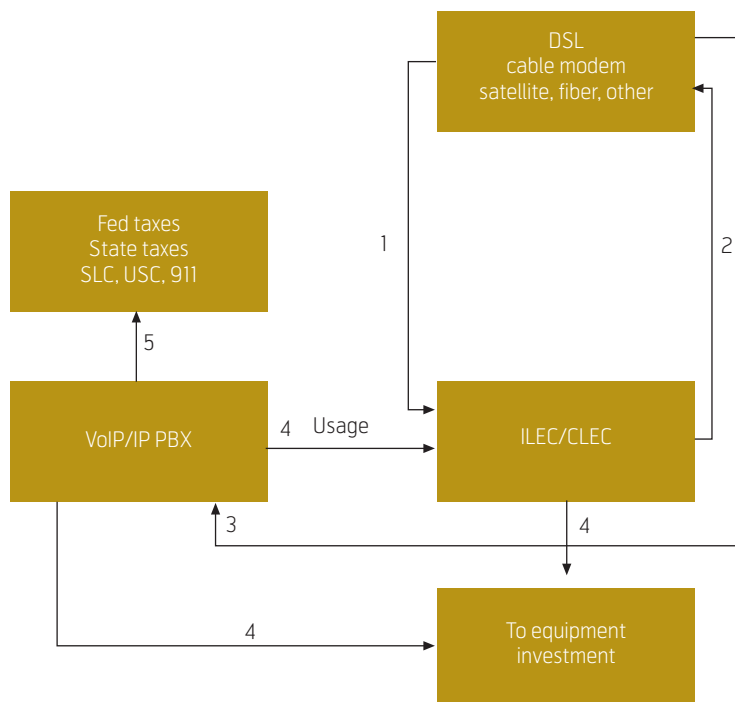 DSL
cable modem
satellite, fiber, other
Fed taxes
State taxes
SLC, USC, 911
1
2
5
VoIP/IP PBX
4 Usage
ILEC/CLEC
3
4
4
To equipment
investment